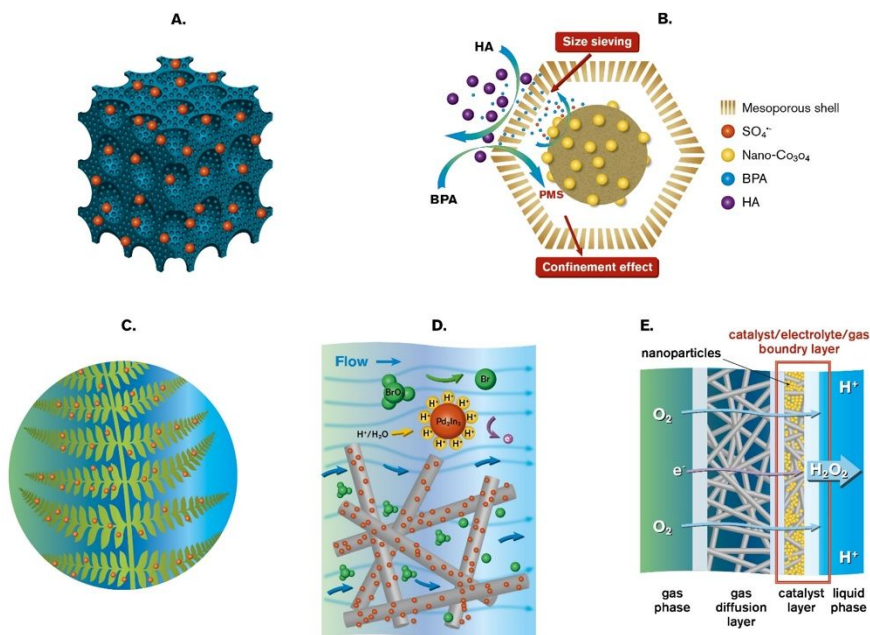 A.
B.
HA
Size sieving
BPA
PMS
Confinement effect
Mesoporous shell
SO₄•-
Nano-Co₃o₄
BPA
HA
C.
D.
Flow
BrO
Br
H⁺
H⁺
H⁺
H⁺
H⁺
H⁺
H⁺
H⁺
H⁺
Pd₂In₃
H⁺/H₂O
e⁻
E.
catalyst/electrolyte/gas
boundry layer
nanoparticles
H⁺
O₂
e⁻
H₂O₂
O₂
H⁺
gas
phase
gas
diffusion
layer
catalyst
layer
liquid
phase